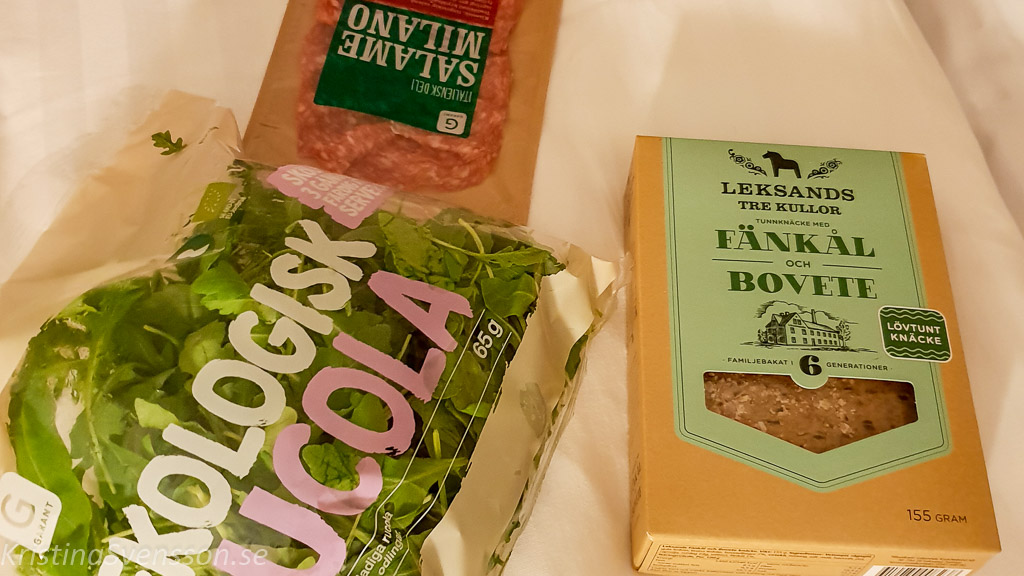 SALAME
MILANO
ITALIENSK DELI
G
EKOLOGISK
RUCOLA
65 g
G
GARANT
LEKSANDS
TRE KULLOR
TUNNKNÄCKE MED
FÄNKÅL
OCH
BOVETE
LÖVTUNT
KNÄCKE
FAMILJEBAKAT I 6 GENERATIONER
155 GRAM
KristinaSvensson.se